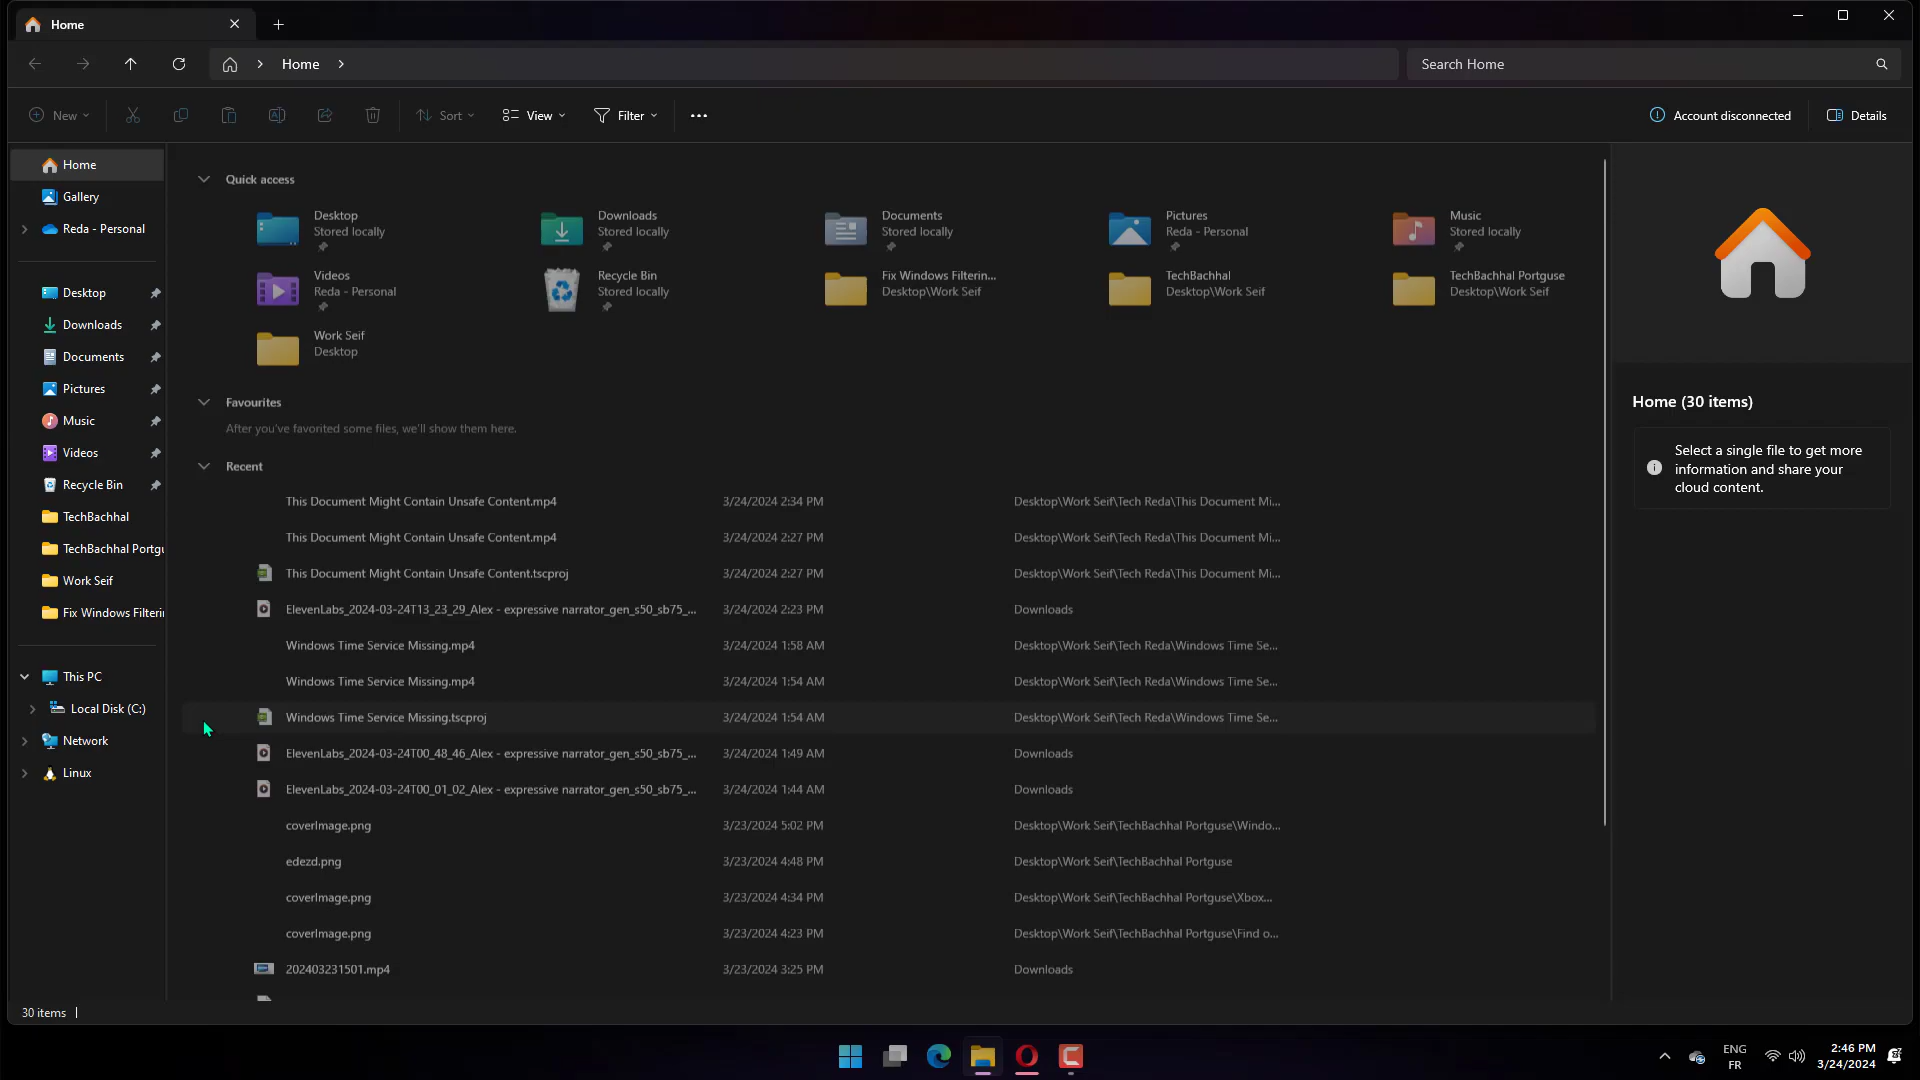 Home
Home
Search Home
New
Sort
View
Filter
Account disconnected
Details
Home
Gallery
Reda - Personal
Desktop
Downloads
Documents
Pictures
Music
Videos
Recycle Bin
TechBachhal
TechBachhal Portgu
Work Seif
Fix Windows Filterin
This PC
Local Disk (C:)
Network
Linux
Quick access
Desktop
Stored locally
Downloads
Stored locally
Documents
Stored locally
Pictures
Reda - Personal
Music
Stored locally
Videos
Reda - Personal
Recycle Bin
Stored locally
Fix Windows Filterin...
Desktop\Work Seif
TechBachhal
Desktop\Work Seif
TechBachhal Portguse
Desktop\Work Seif
Work Seif
Desktop
Favourites
After you've favorited some files, we'll show them here.
Recent
This Document Might Contain Unsafe Content.mp4 3/24/2024 2:34 PM Desktop\Work Seif\Tech Reda\This Document Mi...
This Document Might Contain Unsafe Content.mp4 3/24/2024 2:27 PM Desktop\Work Seif\Tech Reda\This Document Mi...
This Document Might Contain Unsafe Content.tscproj 3/24/2024 2:27 PM Desktop\Work Seif\Tech Reda\This Document Mi...
ElevenLabs_2024-03-24T13_23_29_Alex - expressive narrator_gen_s50_sb75_... 3/24/2024 2:23 PM Downloads
Windows Time Service Missing.mp4 3/24/2024 1:58 AM Desktop\Work Seif\Tech Reda\Windows Time Se...
Windows Time Service Missing.mp4 3/24/2024 1:54 AM Desktop\Work Seif\Tech Reda\Windows Time Se...
Windows Time Service Missing.tscproj 3/24/2024 1:54 AM Desktop\Work Seif\Tech Reda\Windows Time Se...
ElevenLabs_2024-03-24T00_48_46_Alex - expressive narrator_gen_s50_sb75_... 3/24/2024 1:49 AM Downloads
ElevenLabs_2024-03-24T00_01_02_Alex - expressive narrator_gen_s50_sb75_... 3/24/2024 1:44 AM Downloads
coverImage.png 3/23/2024 5:02 PM Desktop\Work Seif\TechBachhal Portguse\Windo...
edezd.png 3/23/2024 4:48 PM Desktop\Work Seif\TechBachhal Portguse
coverImage.png 3/23/2024 4:34 PM Desktop\Work Seif\TechBachhal Portguse\Xbox...
coverImage.png 3/23/2024 4:23 PM Desktop\Work Seif\TechBachhal Portguse\Find o...
202403231501.mp4 3/23/2024 3:25 PM Downloads
Home (30 items)
Select a single file to get more
information and share your
cloud content.
30 items
ENG
FR
2:46 PM
3/24/2024